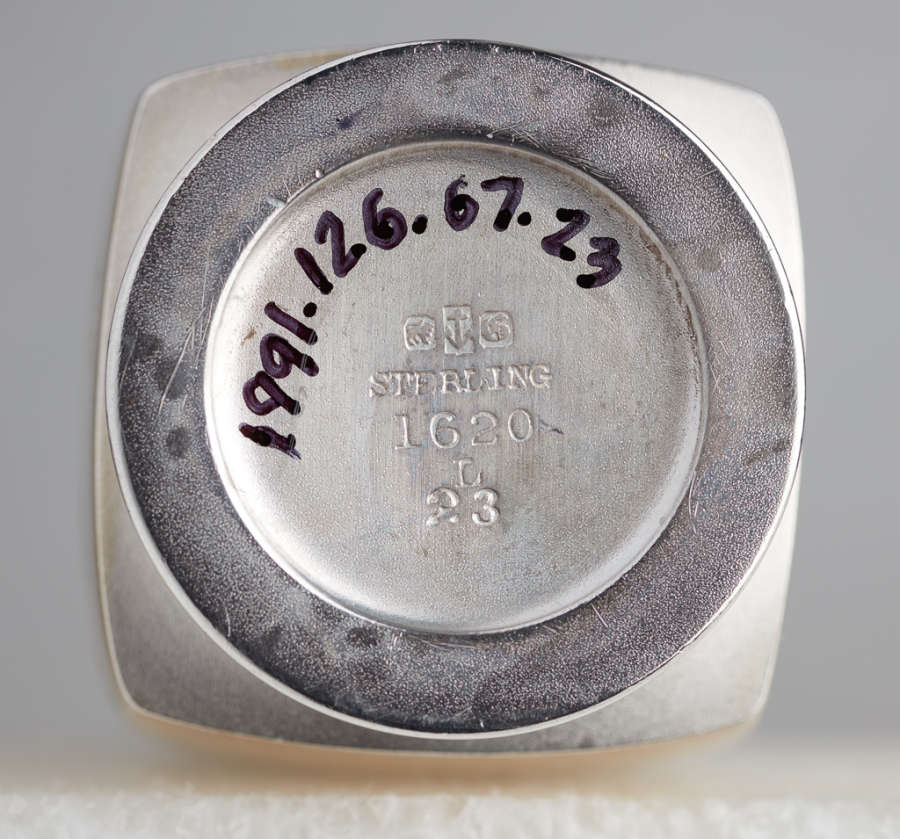 1991.126.67.23
G
STERLING
1620
L
23